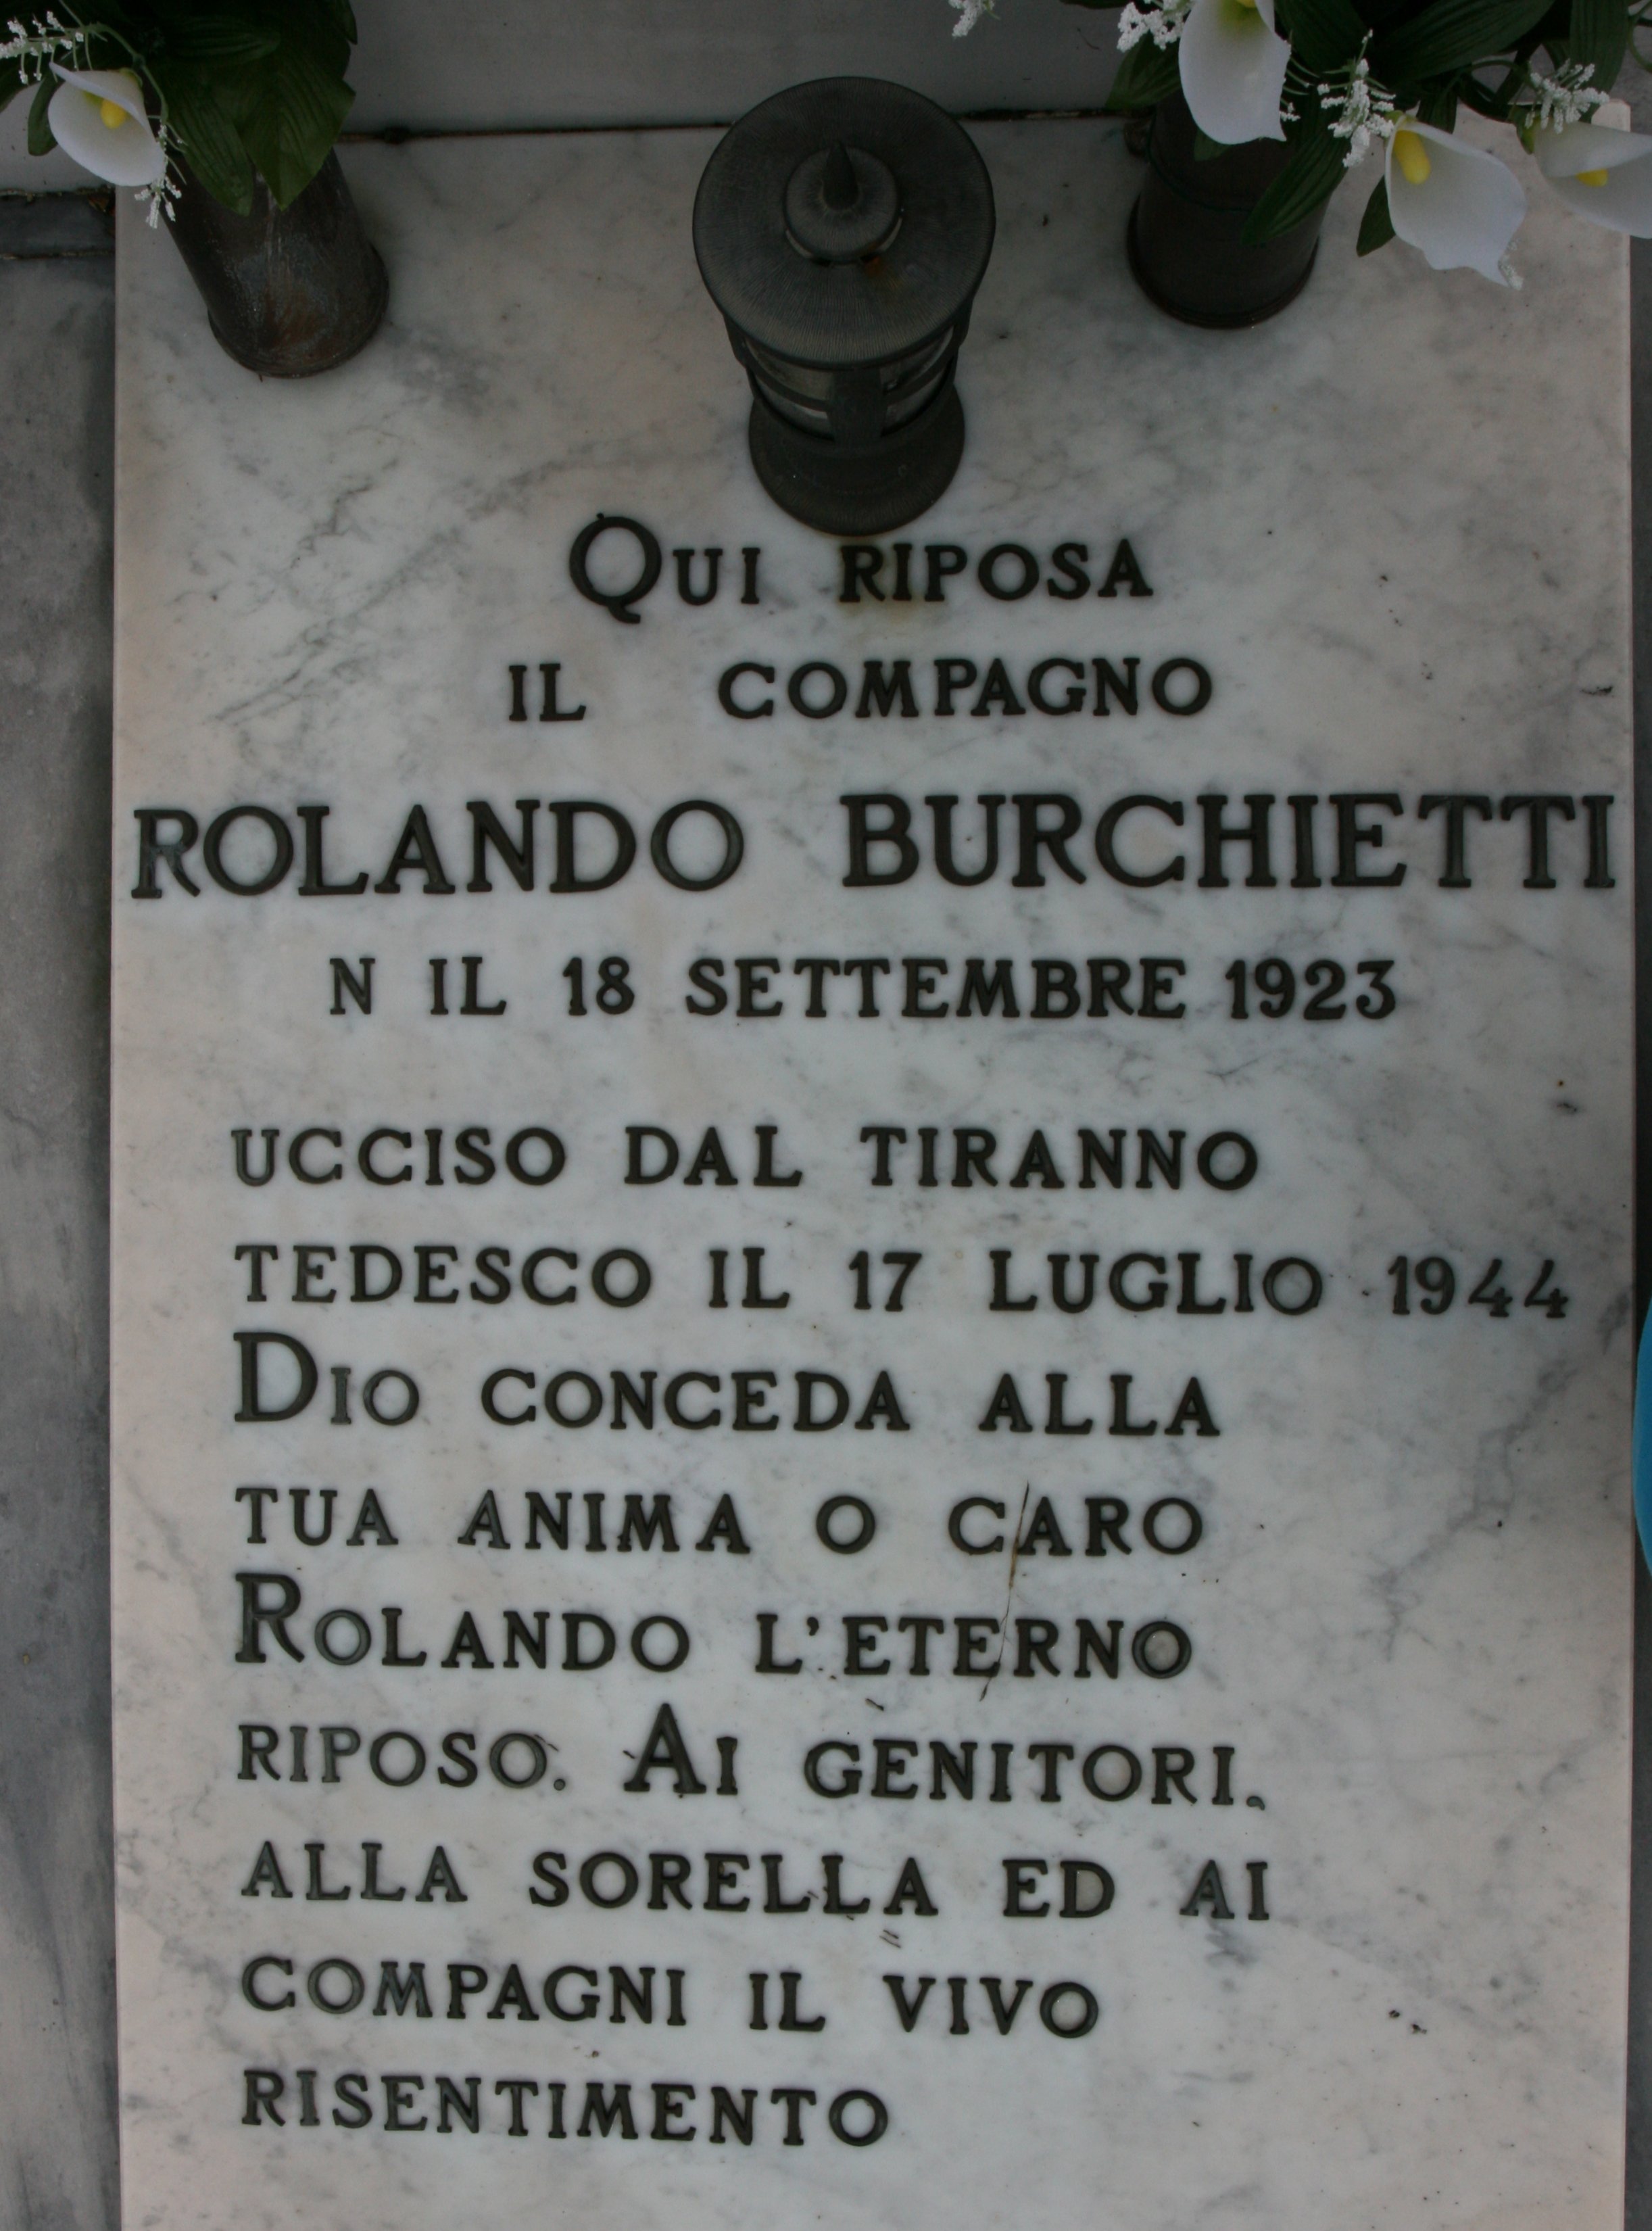 QUI RIPOSA
IL COMPAGNO
ROLANDO BURCHIETTI
N IL 18 SETTEMBRE 1923
UCCISO DAL TIRANNO
TEDESCO IL 17 LUGLIO 1944
DIO CONCEDA ALLA
TUA ANIMA O CARO
ROLANDO L'ETERNO
RIPOSO. AI GENITORI.
ALLA SORELLA ED AI
COMPAGNI IL VIVO
RISENTIMENTO